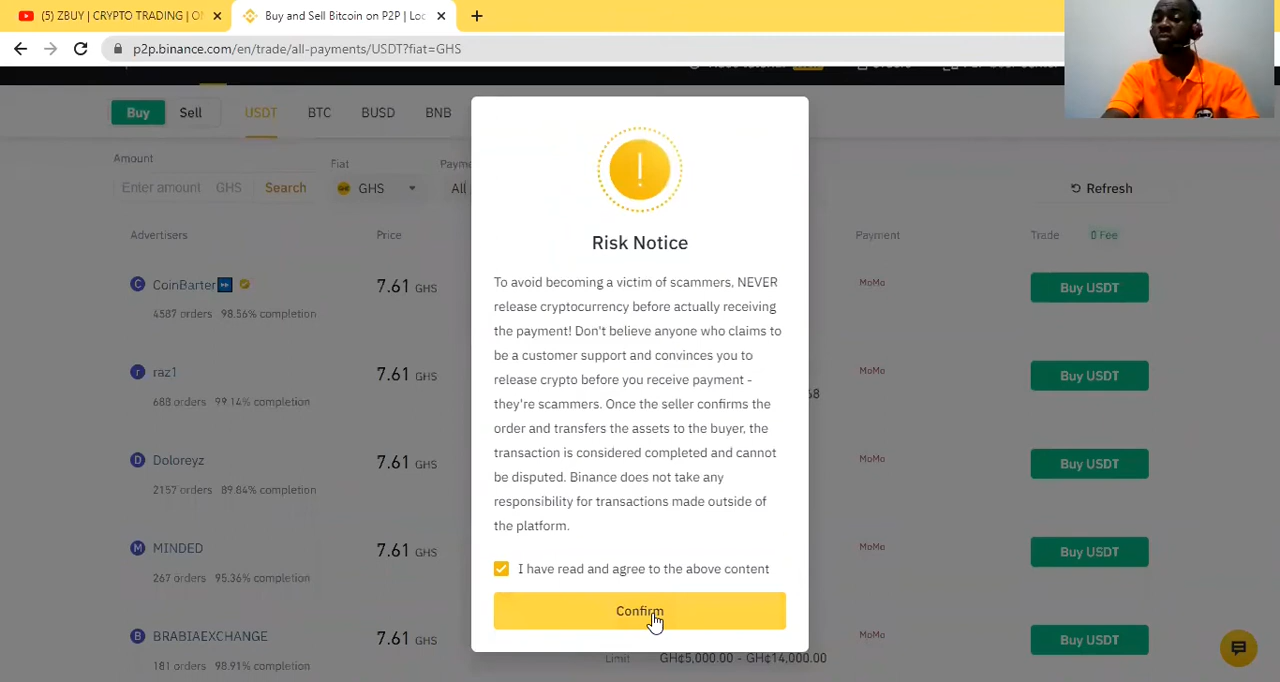 (5) ZBUY | CRYPTO TRADING | O
Buy and Sell Bitcoin on P2P | Loc
p2p.binance.com/en/trade/all-payments/USDT?fiat=GHS
Buy Sell USDT BTC BUSD BNB
Amount
Fiat
Payme
Enter amount GHS Search
GHS
All
Refresh
Advertisers
Price
Payment
Trade
0 Fee
C CoinBarter
4587 orders 98.56% completion
7.61 GHS
MoMo
Buy USDT
r raz1
688 orders 99.14% completion
7.61 GHS
68
MoMo
Buy USDT
D Doloreyz
2157 orders 89.84% completion
7.61 GHS
MoMo
Buy USDT
M MINDED
267 orders 95.36% completion
7.61 GHS
MoMo
Buy USDT
B BRABIAEXCHANGE
181 orders 98.91% completion
7.61 GHS
Limit GH₵5,000.00 - GH₵14,000.00
MoMo
Buy USDT
Risk Notice
To avoid becoming a victim of scammers, NEVER
release cryptocurrency before actually receiving
the payment! Don't believe anyone who claims to
be a customer support and convinces you to
release crypto before you receive payment -
they're scammers. Once the seller confirms the
order and transfers the assets to the buyer, the
transaction is considered completed and cannot
be disputed. Binance does not take any
responsibility for transactions made outside of
the platform.
I have read and agree to the above content
Confirm